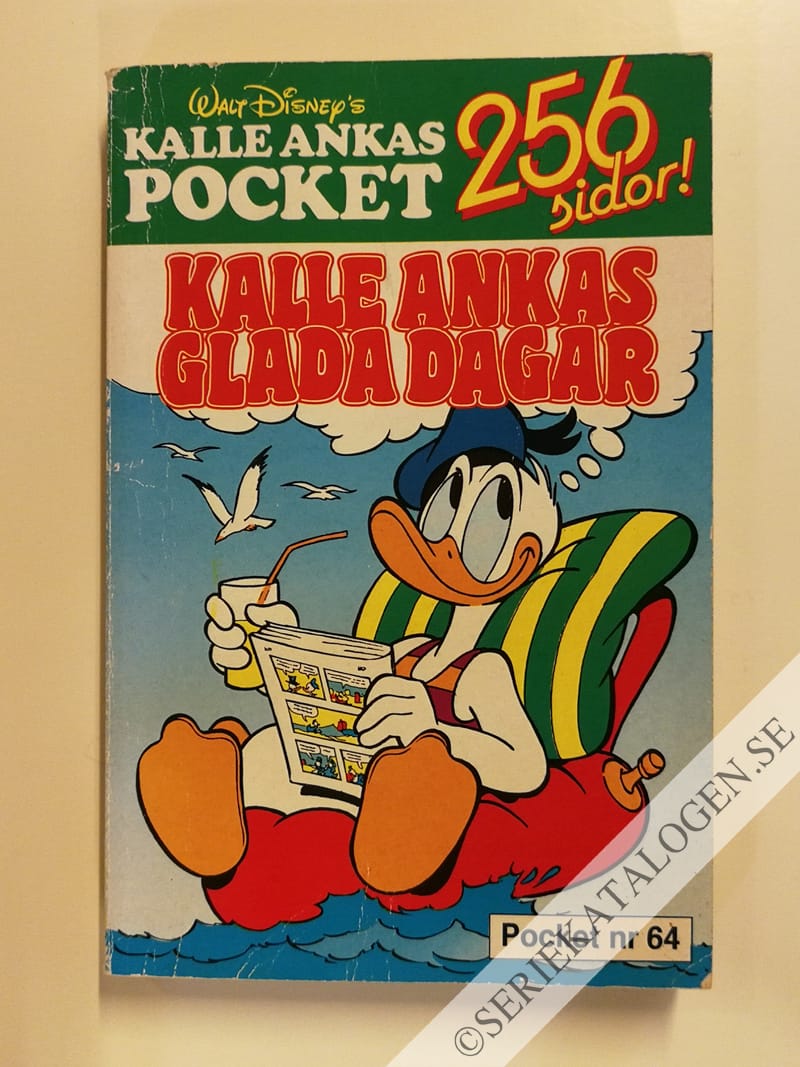 WALT DISNEY'S
KALLE ANKAS
POCKET
256
sidor!
KALLE ANKAS
GLADA DAGAR
Pocket nr 64
©SERIEKATALOGEN.SE